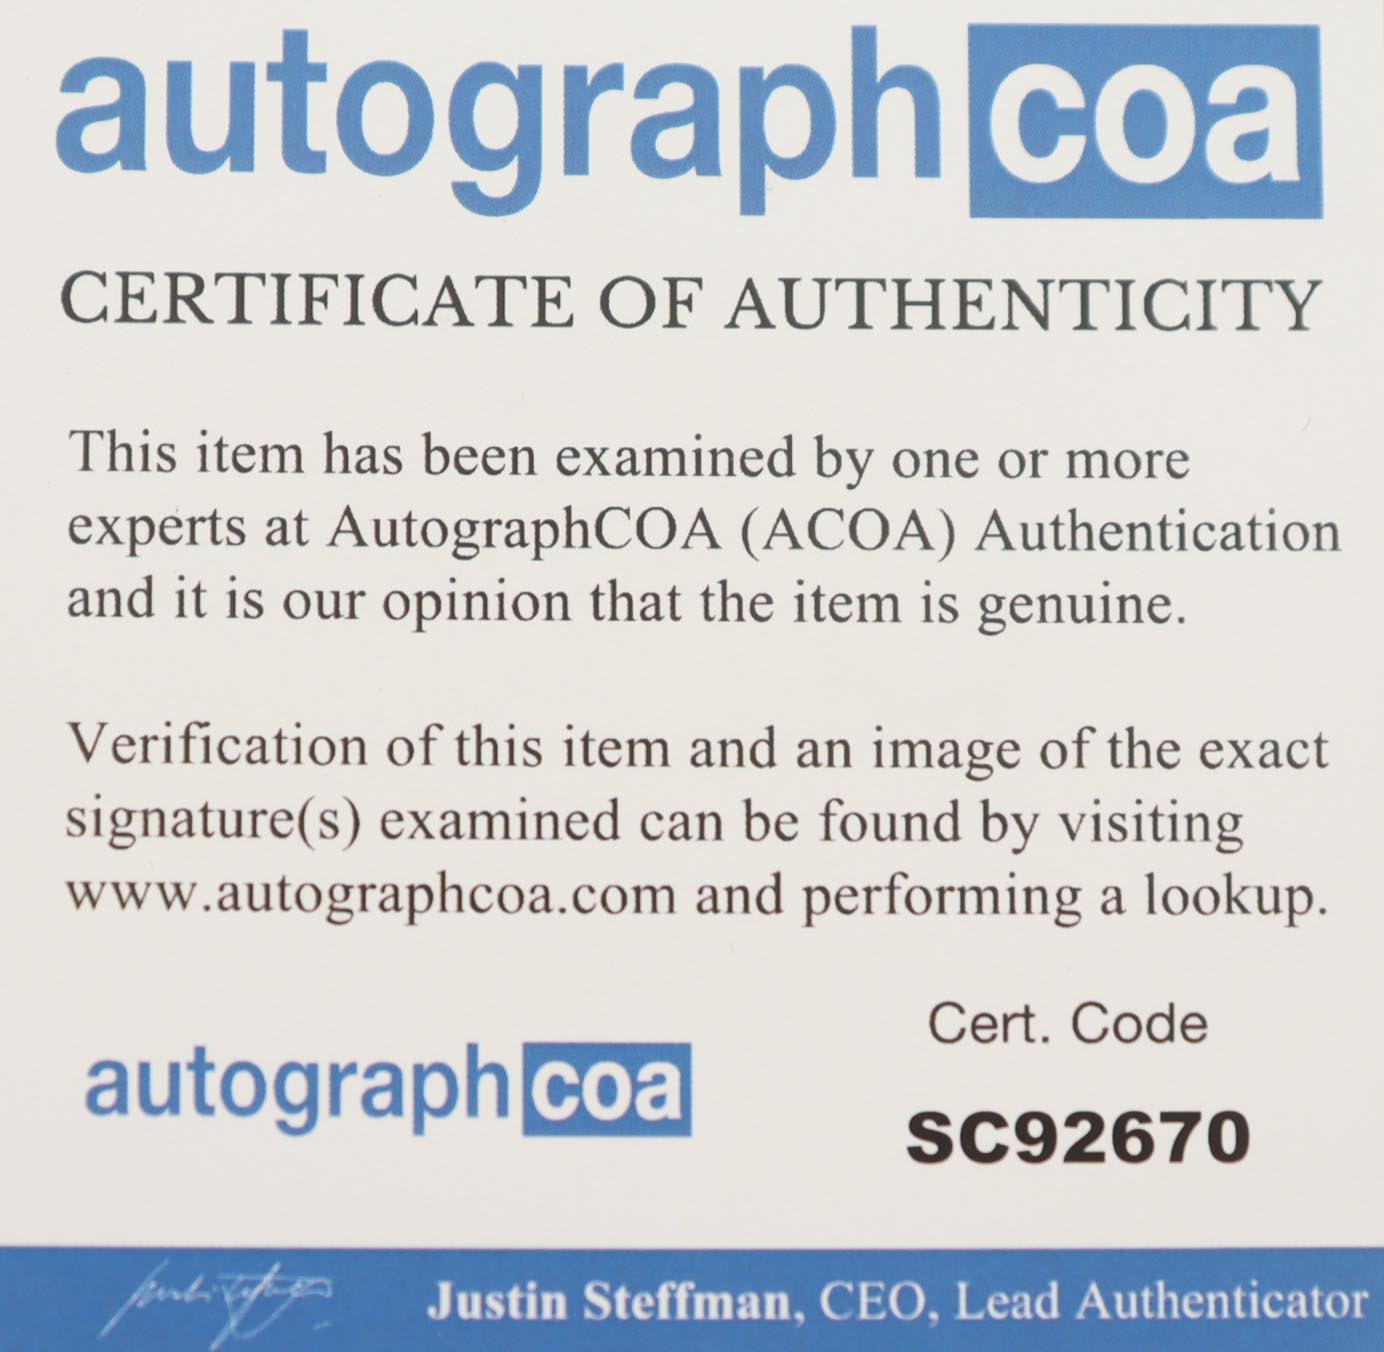 autographcoa
CERTIFICATE OF AUTHENTICITY
This item has been examined by one or more
experts at AutographCOA (ACOA) Authentication
and it is our opinion that the item is genuine.
Verification of this item and an image of the exact
signature(s) examined can be found by visiting
www.autographcoa.com and performing a lookup.
Cert. Code
autographcoa
SC92670
Justin Steffman, CEO, Lead Authenticator